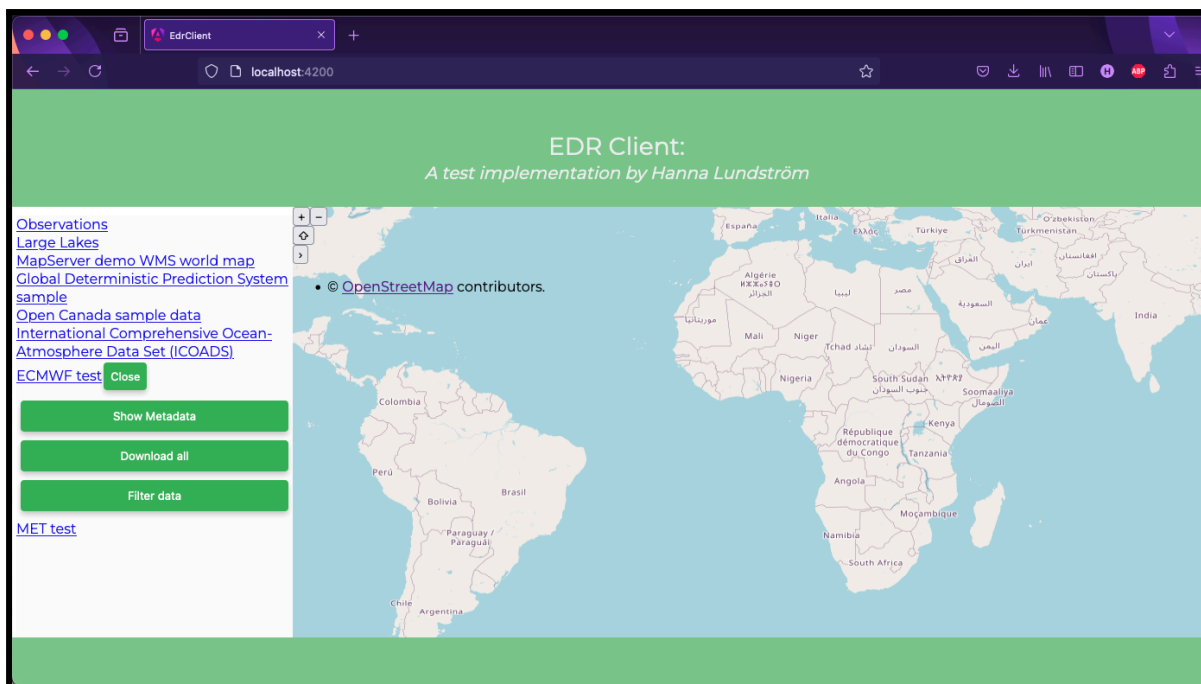 EdrClient
localhost:4200
ABP
EDR Client:
A test implementation by Hanna Lundström
Observations
Large Lakes
MapServer demo WMS world map
Global Deterministic Prediction System
sample
Open Canada sample data
International Comprehensive Ocean-
Atmosphere Data Set (ICOADS)
ECMWF test Close
Show Metadata
Download all
Filter data
MET test
© OpenStreetMap contributors.
España
Italia
Ελλάς
Türkiye
Oʻzbekiston
Türkmenistan
افغانستان
ایران
العراق
پاکستان
Algérie
ⵍⵣⵣⴰⵢⴻⵔ
الجزائر
ليبيا
مصر
السعودية
India
موريتانيا
عمان
Mali
Niger
Tchad تشاد
السودان
اليمن
Nigeria
South Sudan
جنوب السودان
Soomaaliya
الصومال
Colombia
République
démocratique
du Congo
Kenya
Tanzania
Perú
Brasil
Bolivia
Angola
Moçambique
Paraguay /
Paraguái
Namibia
South Africa
Chile
Argentina